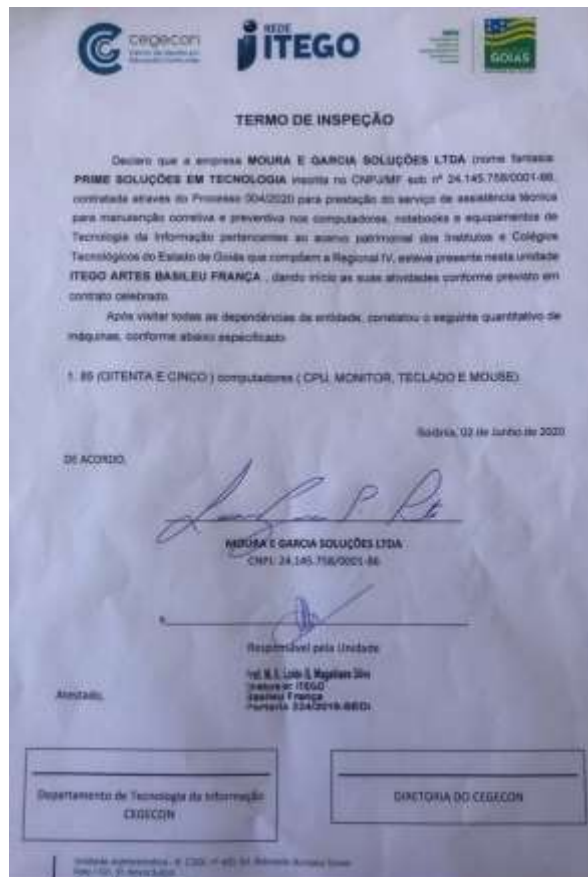 cegecon
REDE
ITEGO
GOIÁS
TERMO DE INSPEÇÃO
Declaro que a empresa MOURA E GARCIA SOLUÇÕES LTDA (nome fantasia
PRIME SOLUÇÕES EM TECNOLOGIA inscrita no CNPJ/MF sob nº 24.145.758/0001-86,
contratada através do Processo 004/2020 para prestação do serviço de assistência técnica
para manutenção corretiva e preventiva nos computadores, notebooks e equipamentos de
Tecnologia da Informação pertencentes ao acervo patrimonial dos Institutos e Colégios
Tecnológicos do Estado de Goiás que compõem a Regional IV, esteve presente nesta unidade
ITEGO ARTES BASILEU FRANÇA , dando início as suas atividades conforme previsto em
contrato celebrado.
Após visitar todas as dependências da entidade, constatou o seguinte quantitativo de
máquinas, conforme abaixo especificado:
1. 85 (OITENTA E CINCO ) computadores ( CPU, MONITOR, TECLADO E MOUSE)
Goiânia, 02 de Junho de 2020
DE ACORDO,
MOURA E GARCIA SOLUÇÕES LTDA
CNPJ: 24.145.758/0001-86
Responsável pela Unidade
ITEGO
Basileu França
Portaria 234/2019-SEDI
Atestado,
Departamento de Tecnologia da Informação
CEGECON
DIRETORIA DO CEGECON